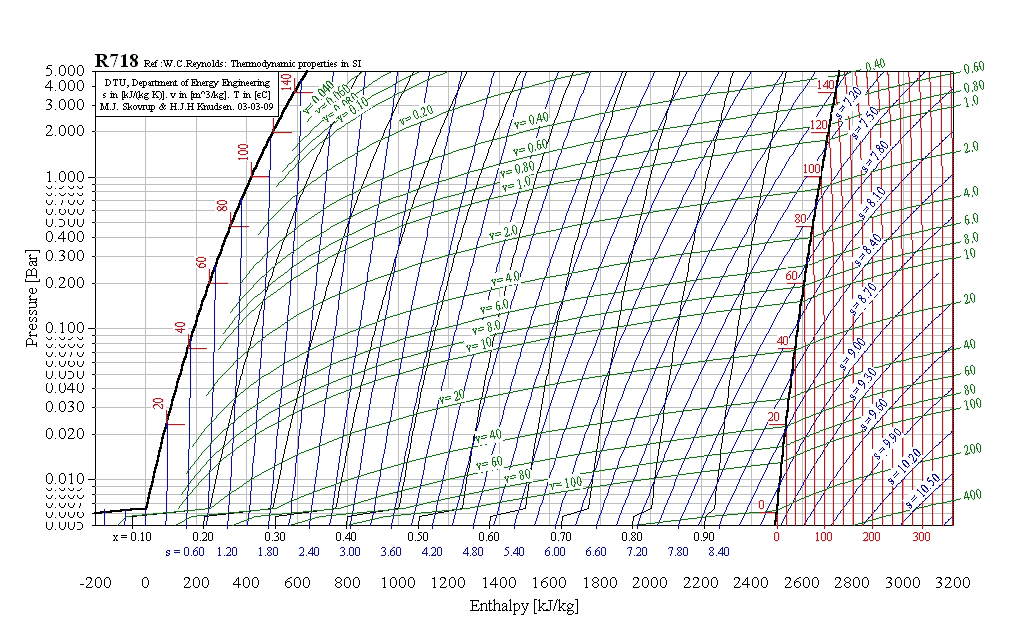 R718 Ref :W.C.Reynolds: Thermodynamic properties in SI
DTU, Department of Energy Engineering
s in [kJ/(kg K)]. v in [m^3/kg]. T in [ëC]
M.J. Skovrup & H.J.H Knudsen. 03-03-09
5.000
4.000
3.000
2.000
1.000
0.400
0.300
0.200
0.100
0.040
0.030
0.020
0.010
0.005
Pressure [Bar]
140
100
80
60
40
20
v= 0.040
v= 0.060
v= 0.080
v= 0.10
v= 0.20
v= 0.40
v= 0.60
v= 0.80
v= 1.0
v= 2.0
v= 4.0
v= 6.0
v= 8.0
v= 10
v= 20
v= 40
v= 60
v= 80
v= 100
140
120
100
80
60
40
20
0
s = 7.20
s = 7.50
s = 7.80
s = 8.10
s = 8.40
s = 8.70
s = 9.00
s = 9.30
s = 9.60
s = 9.90
s = 10.20
s = 10.50
0.40
0.60
0.80
1.0
2.0
4.0
6.0
8.0
10
20
40
60
80
100
200
400
x = 0.10 0.20 0.30 0.40 0.50 0.60 0.70 0.80 0.90 0 100 200 300 400
s = 0.60 1.20 1.80 2.40 3.00 3.60 4.20 4.80 5.40 6.00 6.60 7.20 7.80 8.40
-200 0 200 400 600 800 1000 1200 1400 1600 1800 2000 2200 2400 2600 2800 3000 3200
Enthalpy [kJ/kg]